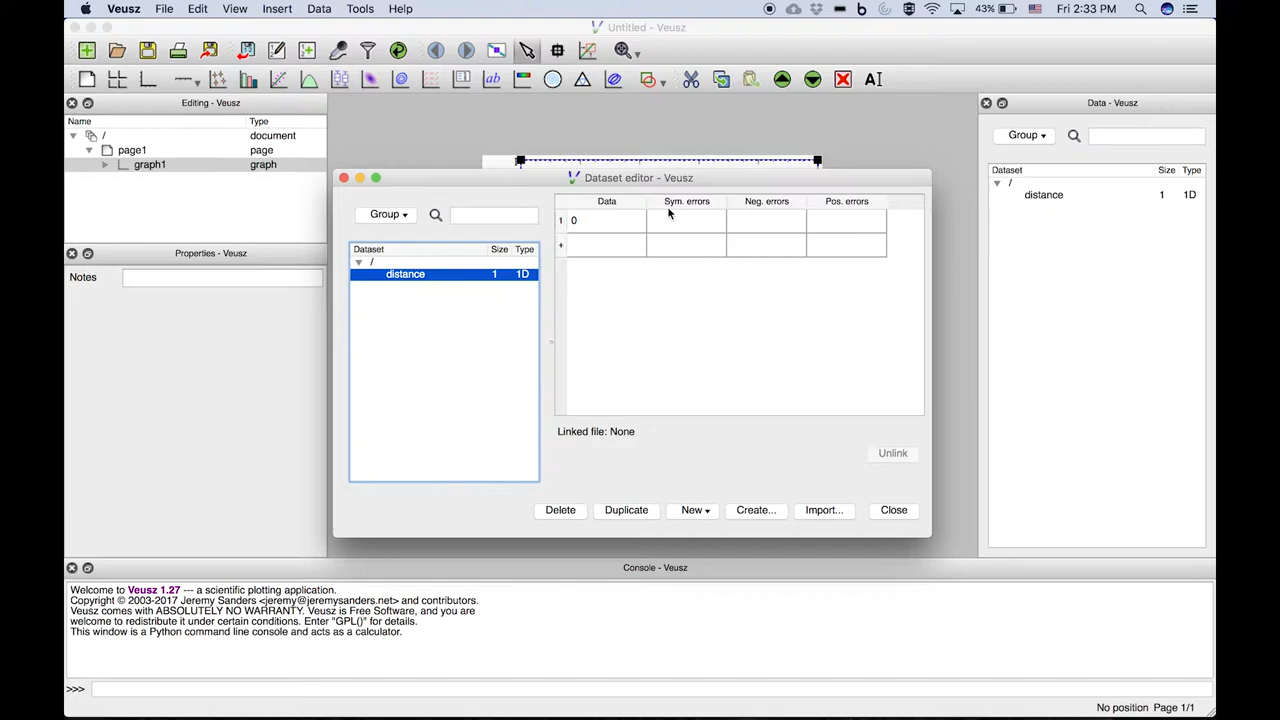 Veusz File Edit View Insert Data Tools Help 43% Fri 2:33 PM
Untitled - Veusz
ab A
Editing - Veusz
Name Type
/ document
page1 page
graph1 graph
Properties - Veusz
Notes
Dataset editor - Veusz
Group
Dataset Size Type
/
distance 1 1D
Data Sym. errors Neg. errors Pos. errors
1 0
+
Linked file: None
Unlink
Delete Duplicate New Create... Import... Close
Data - Veusz
Group
Dataset Size Type
/
distance 1 1D
Console - Veusz
Welcome to Veusz 1.27 --- a scientific plotting application.
Copyright © 2003-2017 Jeremy Sanders <jeremy@jeremysanders.net> and contributors.
Veusz comes with ABSOLUTELY NO WARRANTY. Veusz is Free Software, and you are
welcome to redistribute it under certain conditions. Enter "GPL()" for details.
This window is a Python command line console and acts as a calculator.
>>>
No position Page 1/1